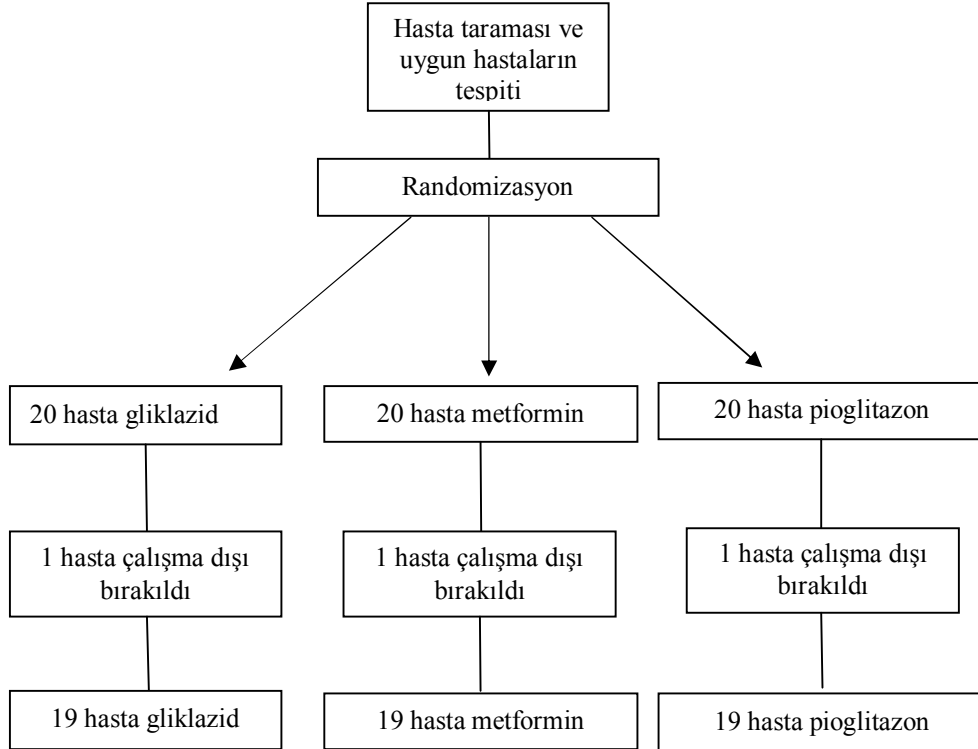 Hasta taraması ve
uygun hastaların
tespiti
Randomizasyon
20 hasta gliklazid
20 hasta metformin
20 hasta pioglitazon
1 hasta çalışma dışı
bırakıldı
1 hasta çalışma dışı
bırakıldı
1 hasta çalışma dışı
bırakıldı
19 hasta gliklazid
19 hasta metformin
19 hasta pioglitazon